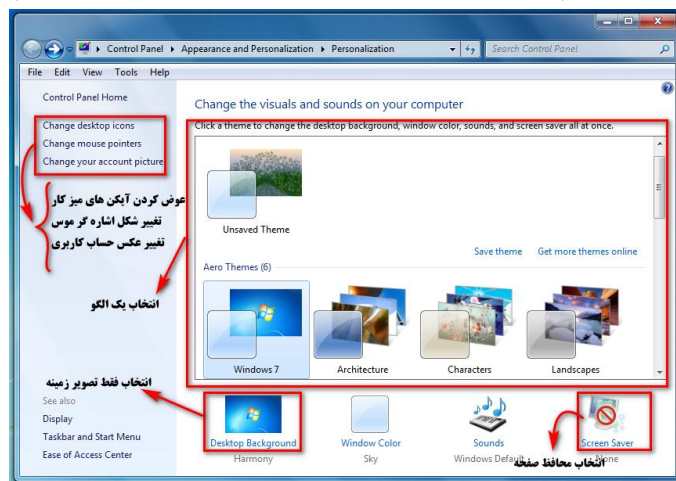 Control Panel
Appearance and Personalization
Personalization
Search Control Panel
File Edit View Tools Help
Control Panel Home
Change desktop icons
Change mouse pointers
Change your account picture
Change the visuals and sounds on your computer
Click a theme to change the desktop background, window color, sounds, and screen saver all at once.
عوض کردن آیکن های میز کار
تغییر شکل اشاره گر موس
تغییر عکس حساب کاربری
Unsaved Theme
Save theme Get more themes online
Aero Themes (6)
انتخاب یک الگو
Windows 7
Architecture
Characters
Landscapes
انتخاب فقط تصویر زمینه
See also
Display
Taskbar and Start Menu
Ease of Access Center
Desktop Background
Harmony
Window Color
Sky
Sounds
Windows Default
Screen Saver
None
انتخاب محافظ صفحه